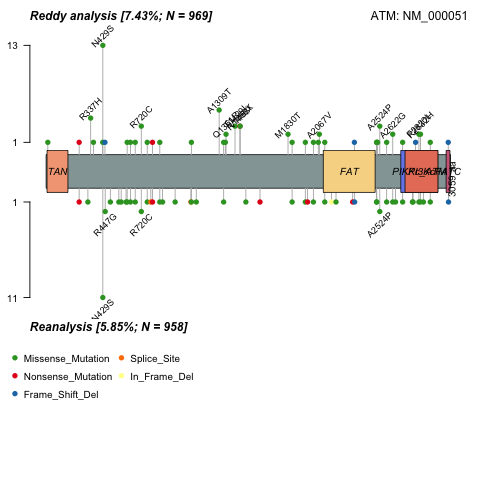 Reddy analysis [7.43%; N = 969]
ATM: NM_000051
13
N429S
R337H
R720C
A1309T
M1830T
A2067V
A2524P
A2622G
1
TAN
FAT
1
R447G
R720C
A2524P
11
N429S
Reanalysis [5.85%; N = 958]
Missense_Mutation
Splice_Site
Nonsense_Mutation
In_Frame_Del
Frame_Shift_Del